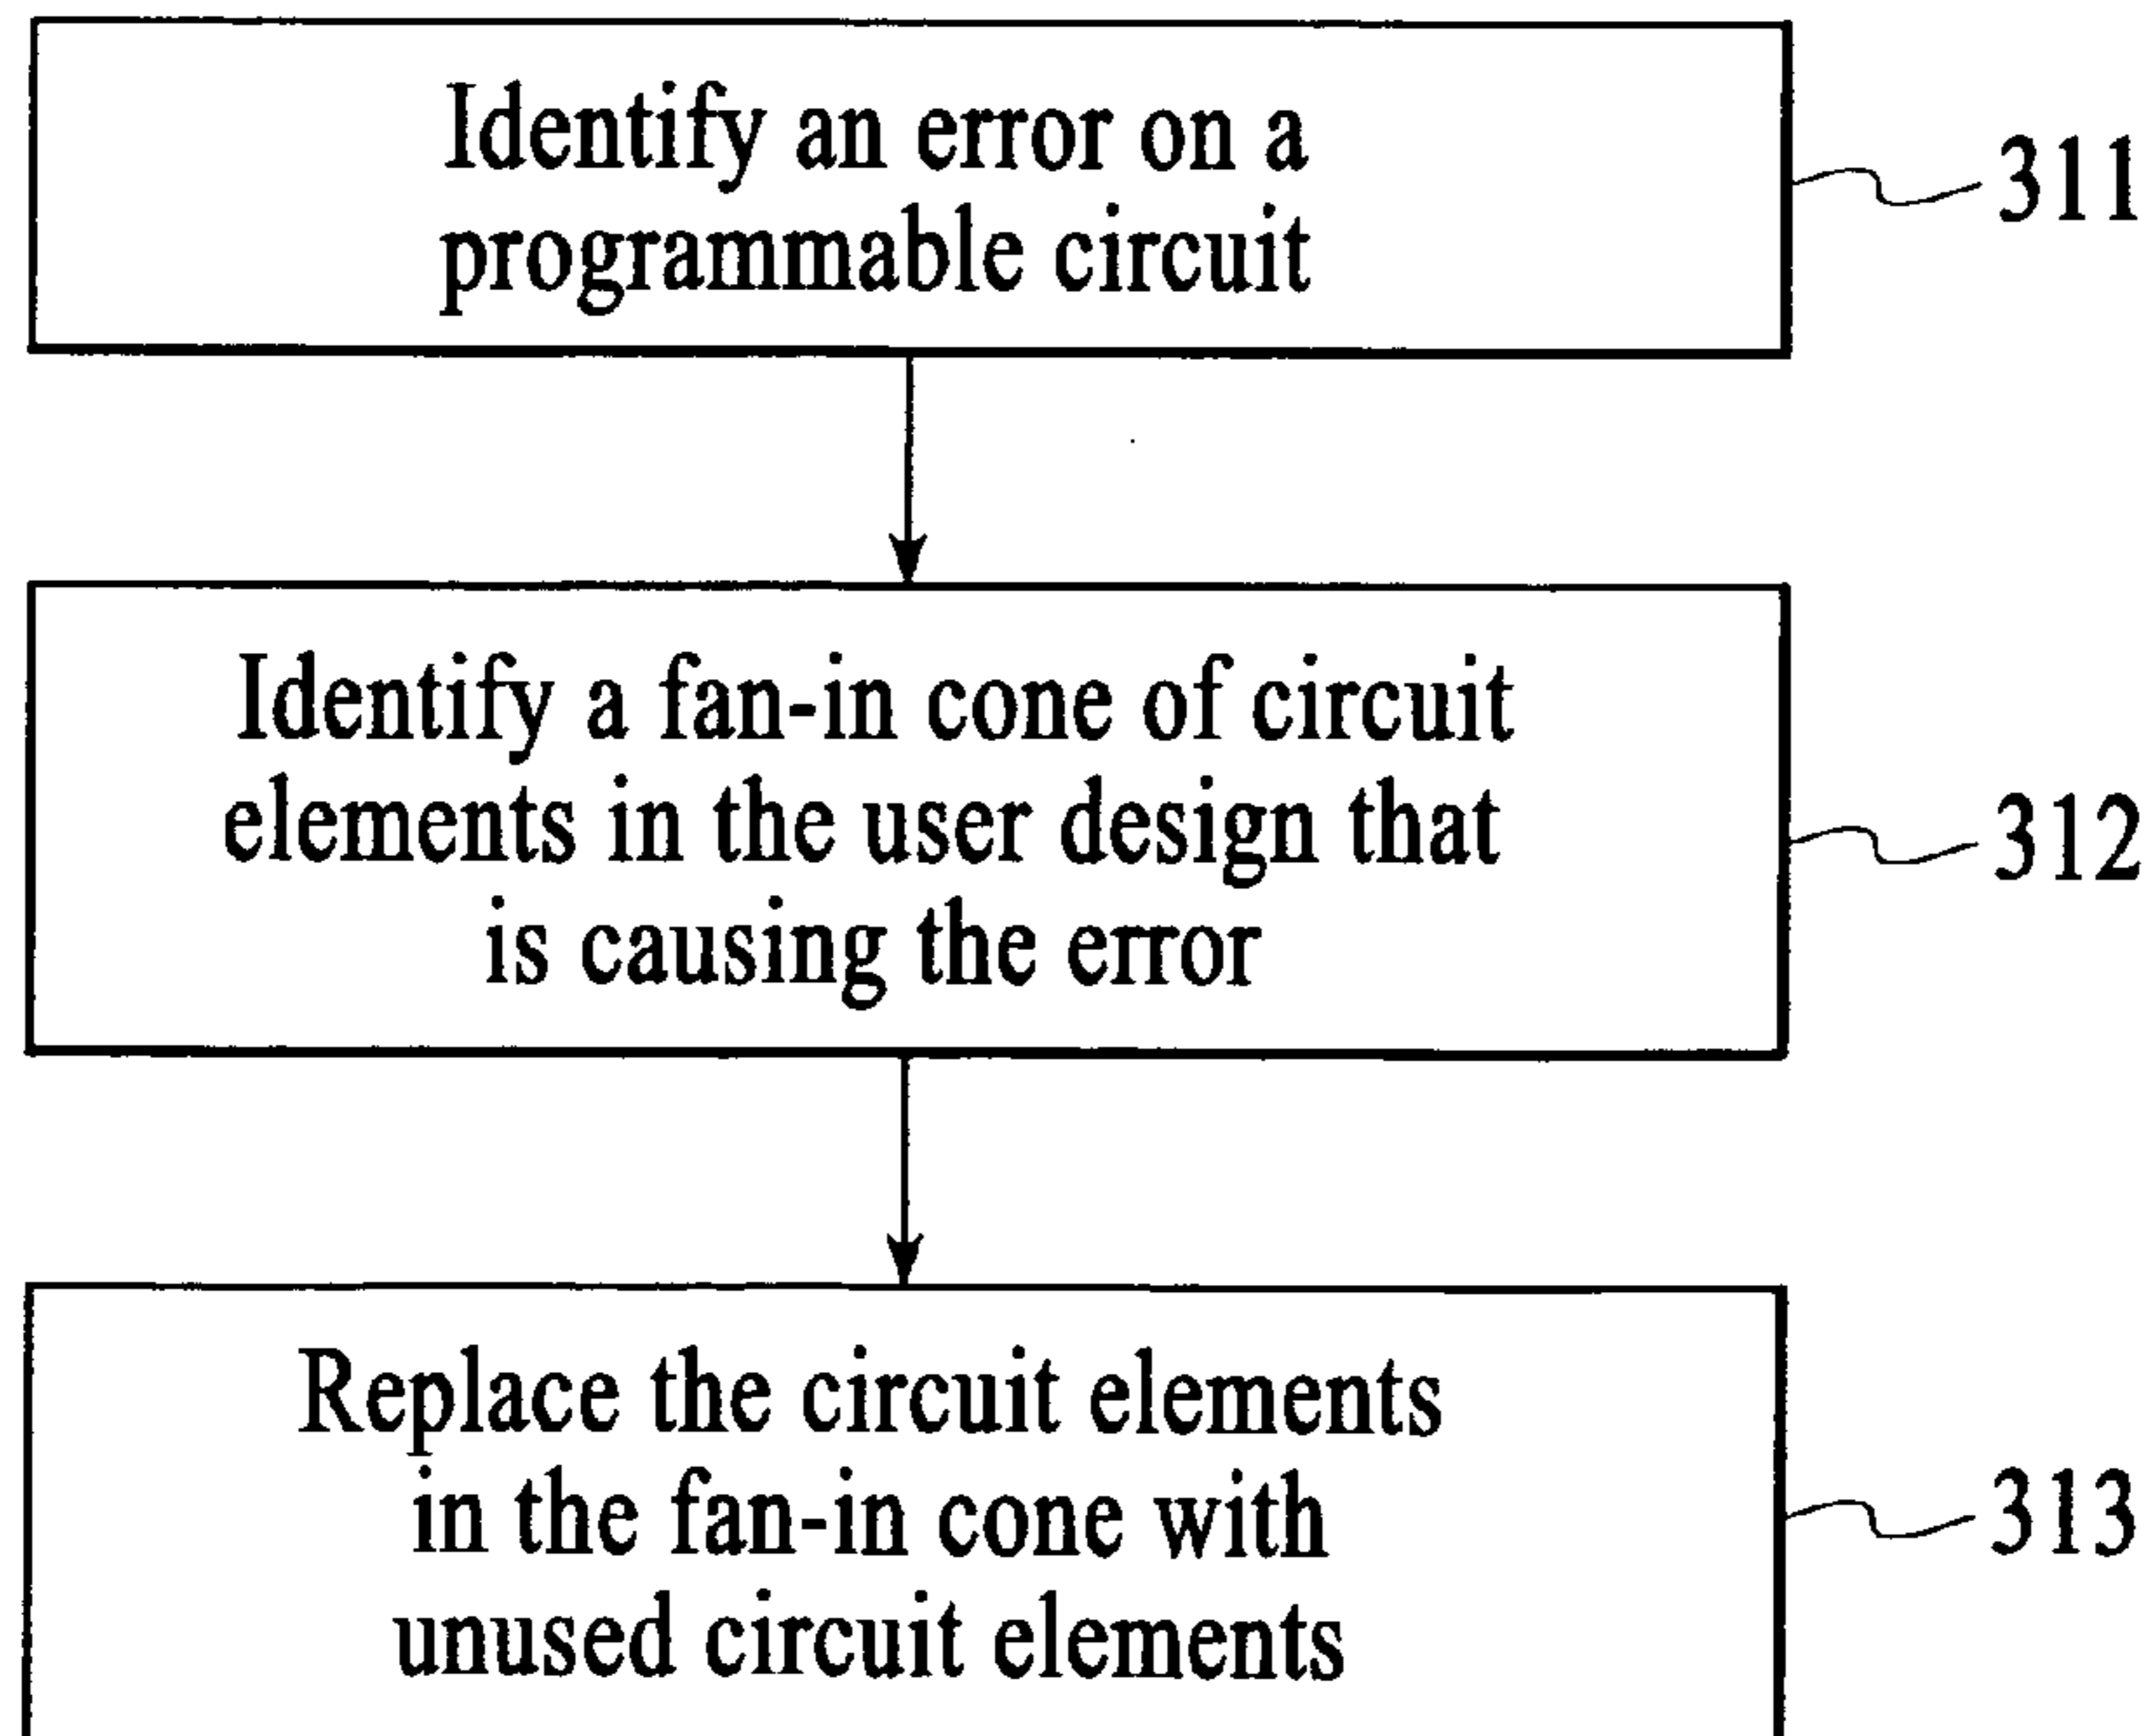 Identify an error on a
programmable circuit
311
Identify a fan-in cone of circuit
elements in the user design that
is causing the error
312
Replace the circuit elements
in the fan-in cone with
unused circuit elements
313